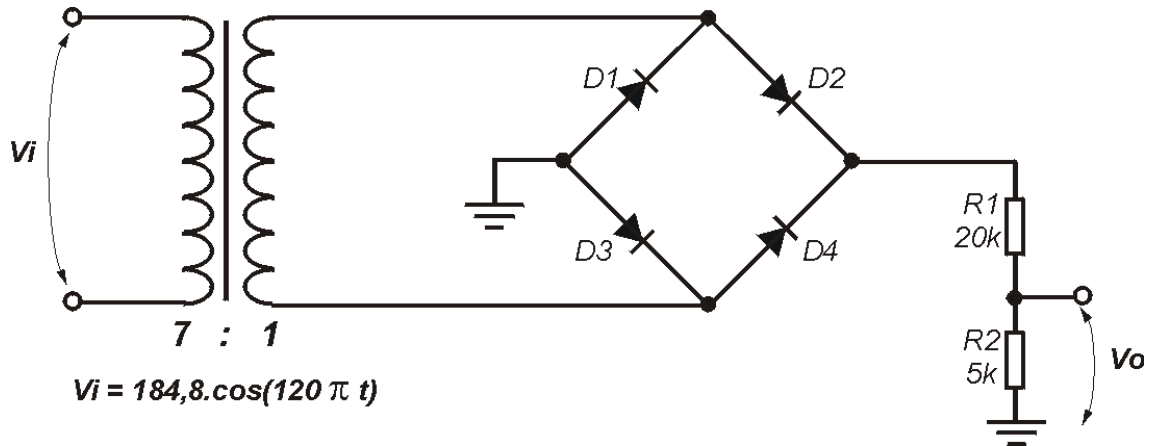 D1
D2
Vi
R1
20k
D3
D4
R2
5k
Vo
7 : 1
Vi = 184,8.cos(120 π t)